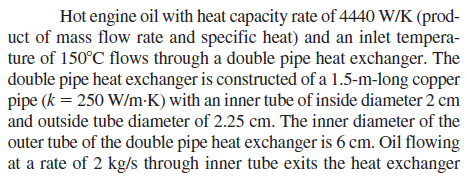 Hot engine oil with heat capacity rate of 4440 W/K (prod-
uct of mass flow rate and specific heat) and an inlet tempera-
ture of 150°C flows through a double pipe heat exchanger. The
double pipe heat exchanger is constructed of a 1.5-m-long copper
pipe (k = 250 W/m·K) with an inner tube of inside diameter 2 cm
and outside tube diameter of 2.25 cm. The inner diameter of the
outer tube of the double pipe heat exchanger is 6 cm. Oil flowing
at a rate of 2 kg/s through inner tube exits the heat exchanger